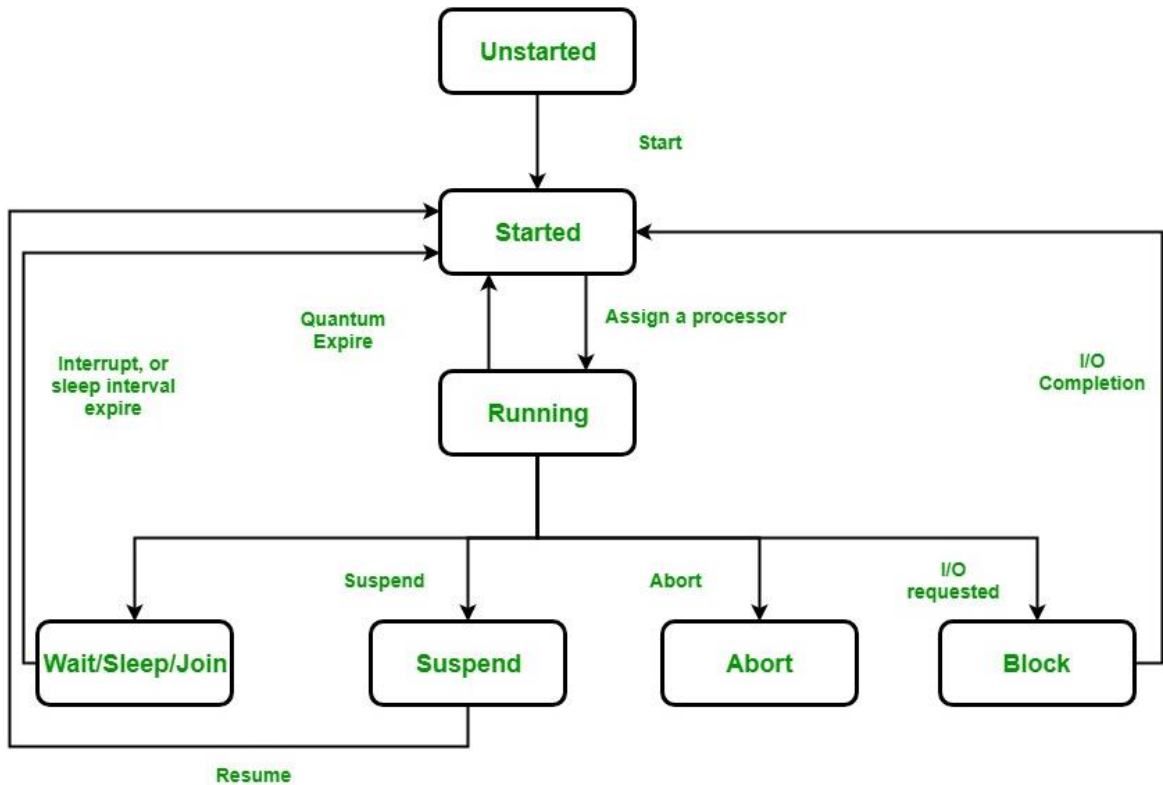 Unstarted
Start
Started
Quantum
Expire
Assign a processor
Interrupt, or
sleep interval
expire
I/O
Completion
Running
Suspend
Abort
I/O
requested
Wait/Sleep/Join
Suspend
Abort
Block
Resume